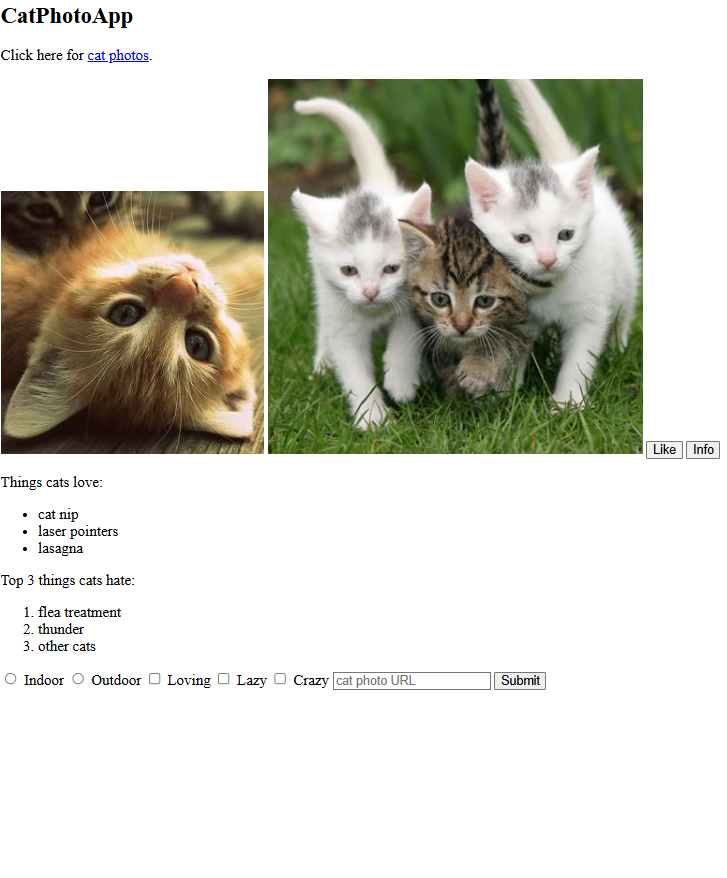 CatPhotoApp
Click here for cat photos.
Like Info
Things cats love:
• cat nip
• laser pointers
• lasagna
Top 3 things cats hate:
1. flea treatment
2. thunder
3. other cats
Indoor Outdoor Loving Lazy Crazy cat photo URL Submit